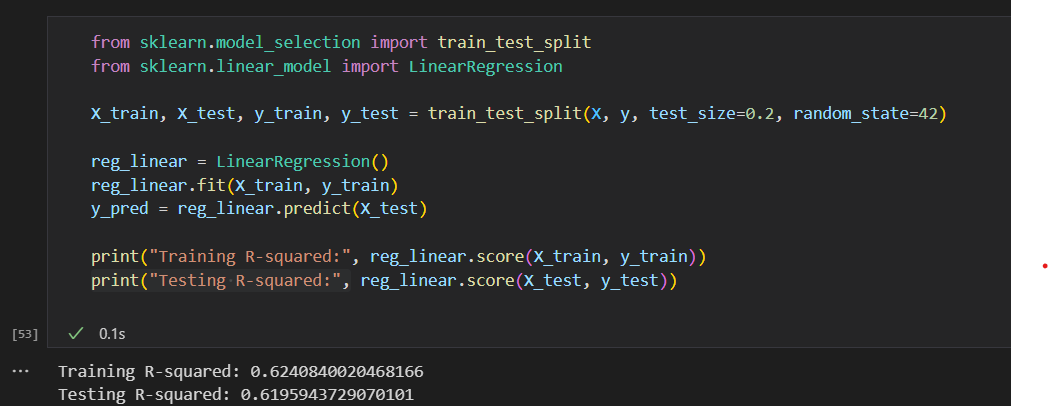 from sklearn.model_selection import train_test_split
from sklearn.linear_model import LinearRegression
X_train, X_test, y_train, y_test = train_test_split(X, y, test_size=0.2, random_state=42)
reg_linear = LinearRegression()
reg_linear.fit(X_train, y_train)
y_pred = reg_linear.predict(X_test)
print("Training R-squared:", reg_linear.score(X_train, y_train))
print("Testing R-squared:", reg_linear.score(X_test, y_test))
[53] ✓ 0.1s
... Training R-squared: 0.6240840020468166
Testing R-squared: 0.6195943729070101